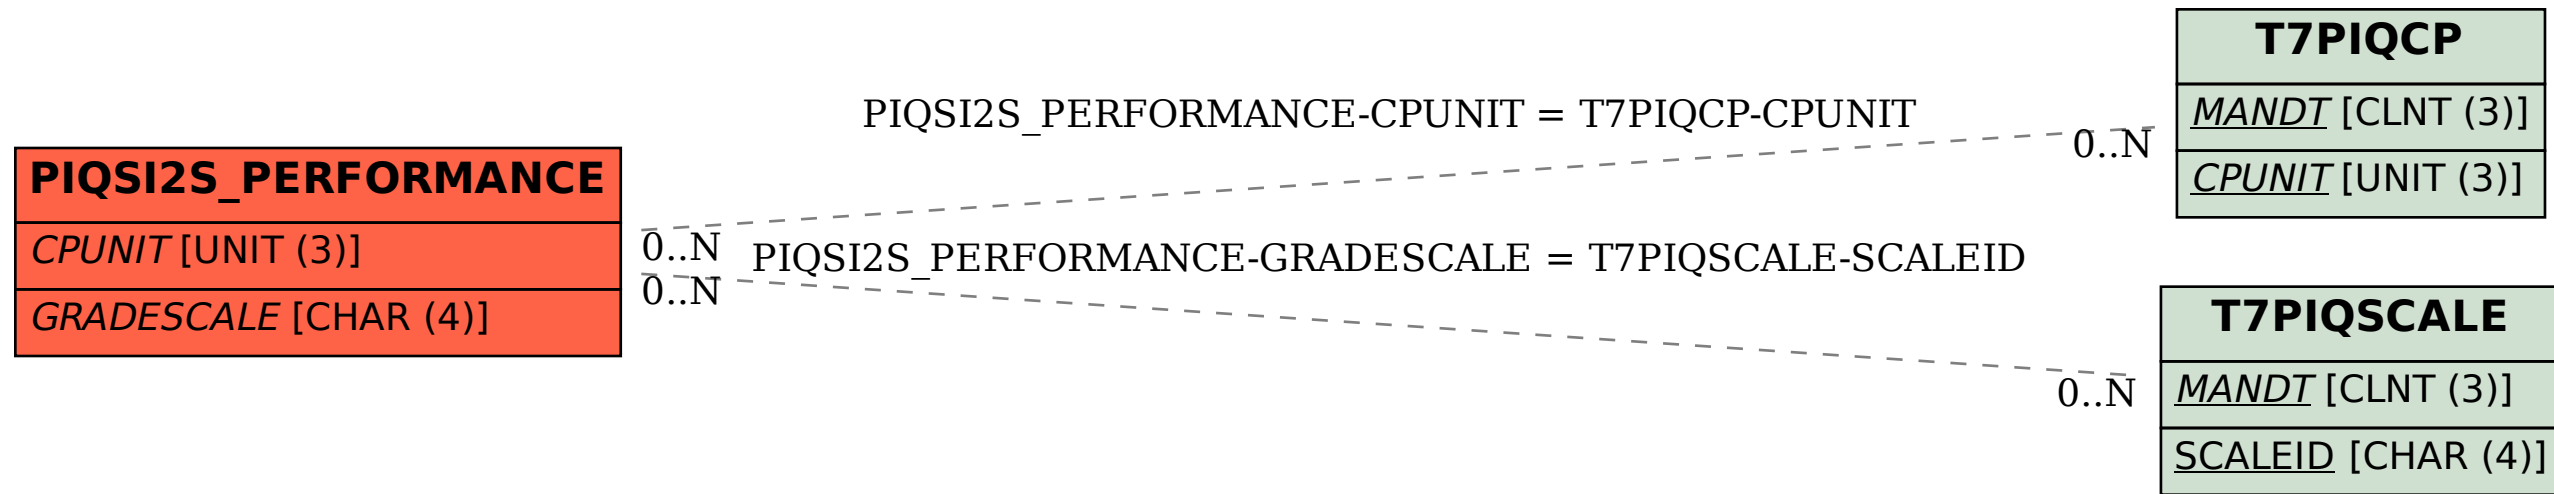 PIQSI2S_PERFORMANCE
CPUNIT [UNIT (3)]
GRADESCALE [CHAR (4)]
PIQSI2S_PERFORMANCE-CPUNIT = T7PIQCP-CPUNIT
0..N
0..N
PIQSI2S_PERFORMANCE-GRADESCALE = T7PIQSCALE-SCALEID
0..N
0..N
T7PIQCP
MANDT [CLNT (3)]
CPUNIT [UNIT (3)]
T7PIQSCALE
MANDT [CLNT (3)]
SCALEID [CHAR (4)]